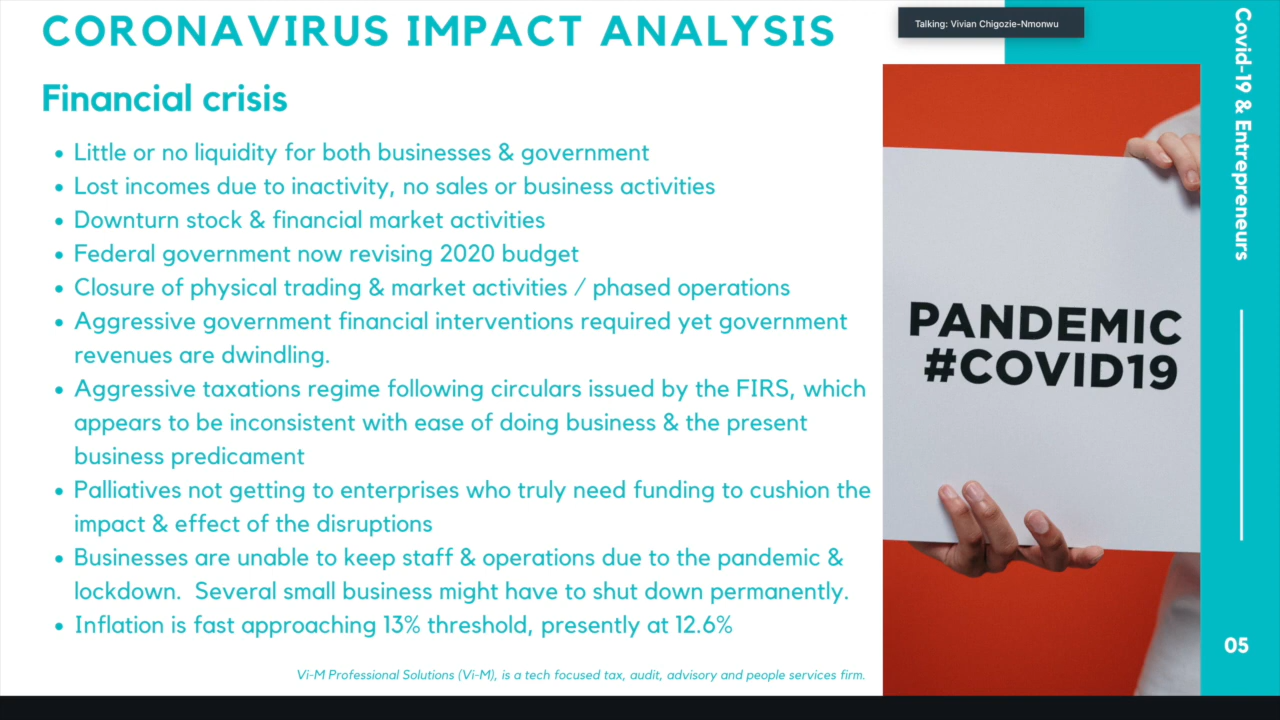 CORONAVIRUS IMPACT ANALYSIS
Talking: Vivian Chigozie-Nmonwu
Financial crisis
• Little or no liquidity for both businesses & government
• Lost incomes due to inactivity, no sales or business activities
• Downturn stock & financial market activities
• Federal government now revising 2020 budget
• Closure of physical trading & market activities / phased operations
• Aggressive government financial interventions required yet government
revenues are dwindling.
• Aggressive taxations regime following circulars issued by the FIRS, which
appears to be inconsistent with ease of doing business & the present
business predicament
• Palliatives not getting to enterprises who truly need funding to cushion the
impact & effect of the disruptions
• Businesses are unable to keep staff & operations due to the pandemic &
lockdown.  Several small business might have to shut down permanently.
• Inflation is fast approaching 13% threshold, presently at 12.6%
Vi-M Professional Solutions (Vi-M), is a tech focused tax, audit, advisory and people services firm.
PANDEMIC
#COVID19
Covid-19 & Entrepreneurs
05